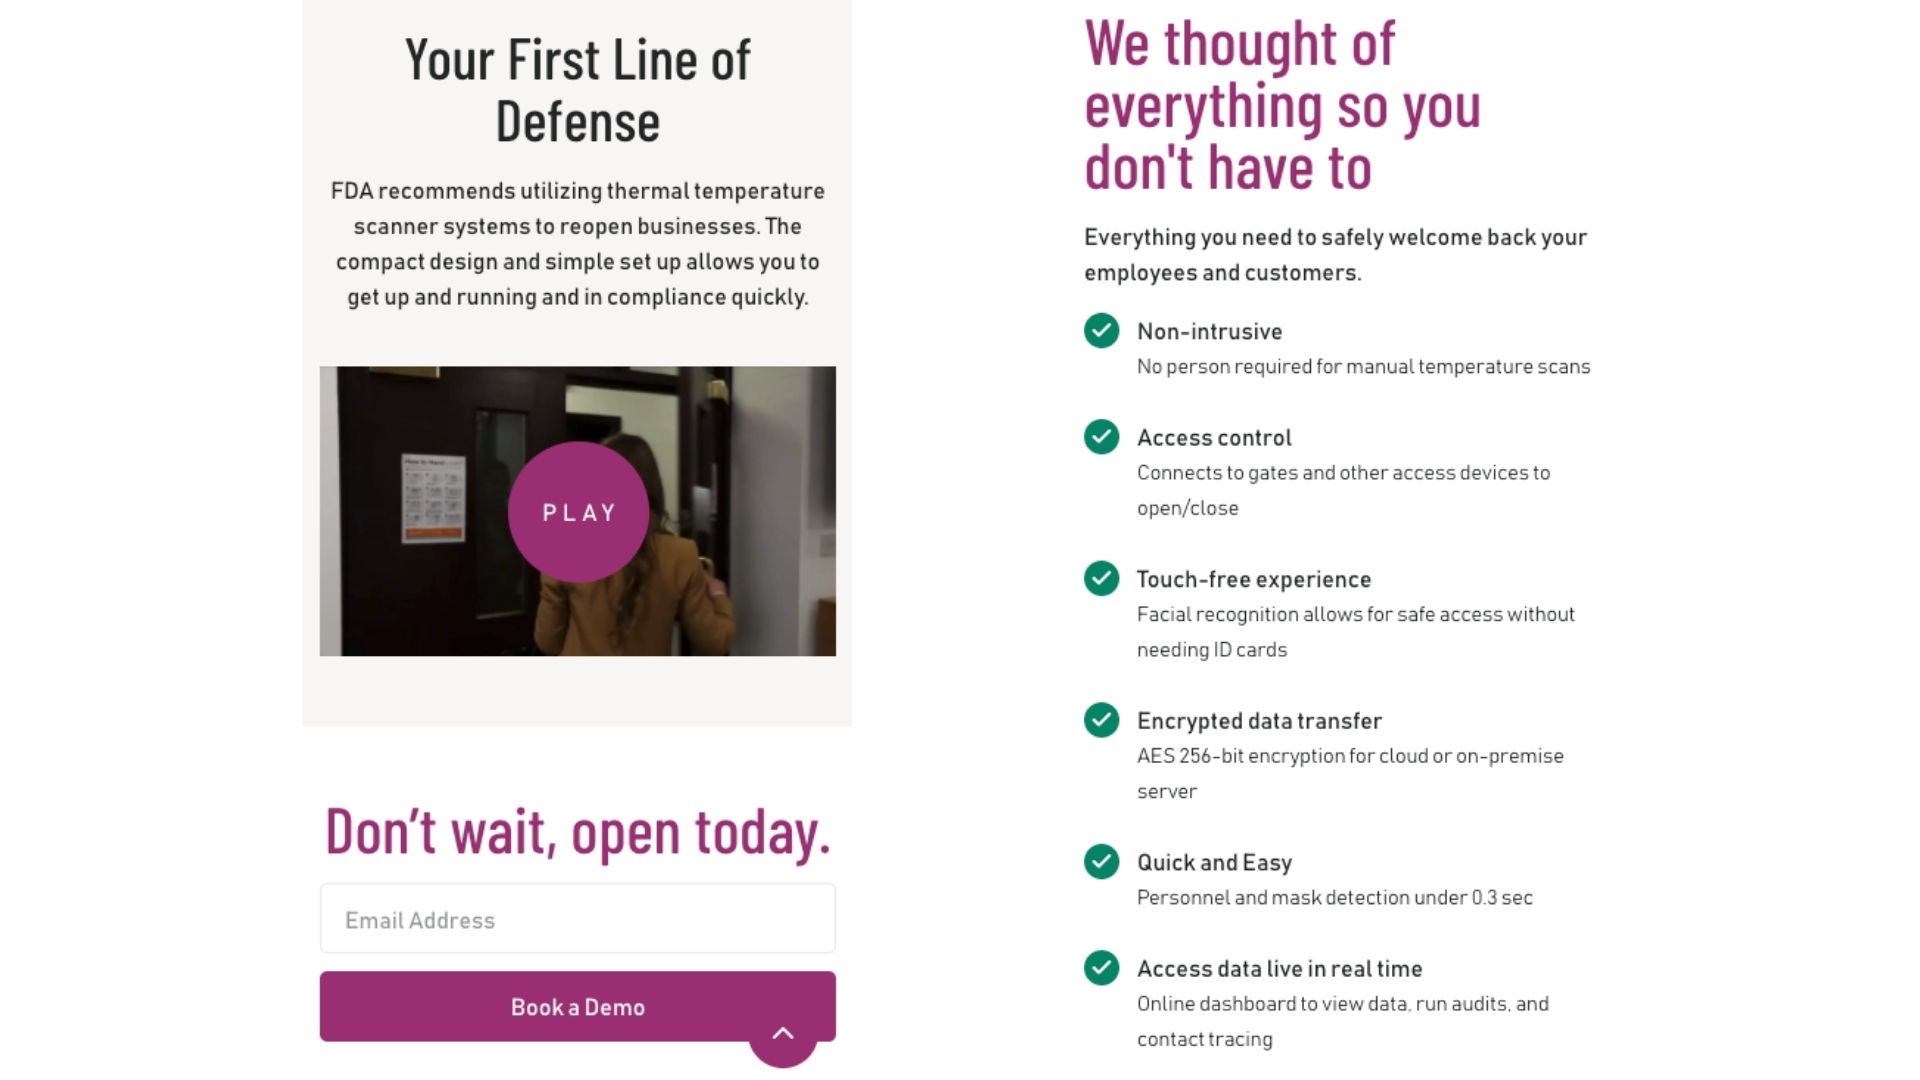 Your First Line of
Defense
FDA recommends utilizing thermal temperature
scanner systems to reopen businesses. The
compact design and simple set up allows you to
get up and running and in compliance quickly.
PLAY
Don’t wait, open today.
Email Address
Book a Demo
We thought of
everything so you
don't have to
Everything you need to safely welcome back your
employees and customers.
Non-intrusive
No person required for manual temperature scans
Access control
Connects to gates and other access devices to
open/close
Touch-free experience
Facial recognition allows for safe access without
needing ID cards
Encrypted data transfer
AES 256-bit encryption for cloud or on-premise
server
Quick and Easy
Personnel and mask detection under 0.3 sec
Access data live in real time
Online dashboard to view data, run audits, and
contact tracing